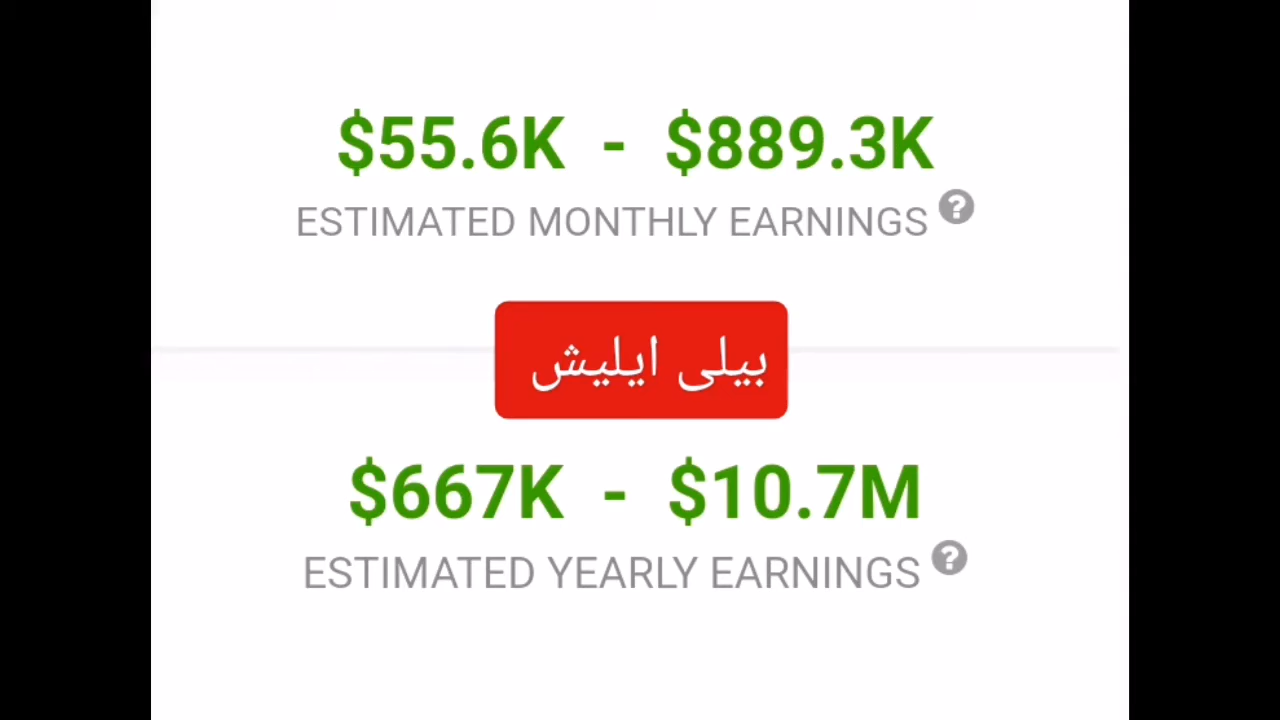 $55.6K - $889.3K
ESTIMATED MONTHLY EARNINGS ?
بیلی ایلیش
$667K - $10.7M
ESTIMATED YEARLY EARNINGS ?